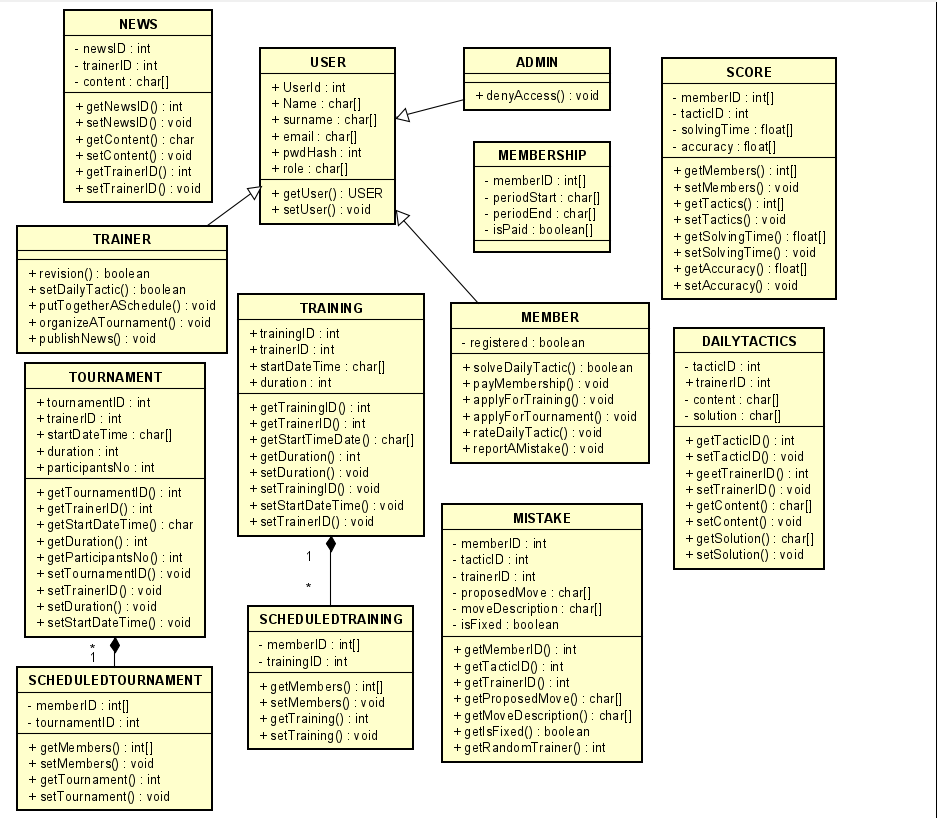 NEWS
- newsID : int
- trainerID : int
- content : char[]
+ getNewsID() : int
+ setNewsID() : void
+ getContent() : char
+ setContent() : void
+ getTrainerID() : int
+ setTrainerID() : void
USER
+ UserId : int
+ Name : char[]
+ surname : char[]
+ email : char[]
+ pwdHash : int
+ role : char[]
+ getUser() : USER
+ setUser() : void
ADMIN
+ denyAccess() : void
MEMBERSHIP
- memberID : int[]
- periodStart : char[]
- periodEnd : char[]
- isPaid : boolean[]
SCORE
- memberID : int[]
- tacticID : int
- solvingTime : float[]
- accuracy : float[]
+ getMembers() : int[]
+ setMembers() : void
+ getTactics() : int[]
+ setTactics() : void
+ getSolvingTime() : float[]
+ setSolvingTime() : void
+ getAccuracy() : float[]
+ setAccuracy() : void
TRAINER
+ revision() : boolean
+ setDailyTactic() : boolean
+ putTogetherASchedule() : void
+ organizeATournament() : void
+ publishNews() : void
TRAINING
+ trainingID : int
+ trainerID : int
+ startDateTime : char[]
+ duration : int
+ getTrainingID() : int
+ getTrainerID() : int
+ getStartTimeDate() : char[]
+ getDuration() : int
+ setDuration() : void
+ setTrainingID() : void
+ setStartDateTime() : void
+ setTrainerID() : void
MEMBER
- registered : boolean
+ solveDailyTactic() : boolean
+ payMembership() : void
+ applyForTraining() : void
+ applyForTournament() : void
+ rateDailyTactic() : void
+ reportAMistake() : void
DAILYTACTICS
- tacticID : int
+ trainerID : int
- content : char[]
- solution : char[]
+ getTacticID() : int
+ setTacticID() : void
+ geetTrainerID() : int
+ setTrainerID() : void
+ getContent() : char[]
+ setContent() : void
+ getSolution() : char[]
+ setSolution() : void
TOURNAMENT
+ tournamentID : int
+ trainerID : int
+ startDateTime : char[]
+ duration : int
+ participantsNo : int
+ getTournamentID() : int
+ getTrainerID() : int
+ getStartDateTime() : char
+ getDuration() : int
+ getParticipantsNo() : int
+ setTournamentID() : void
+ setTrainerID() : void
+ setDuration() : void
+ setStartDateTime() : void
*
1
SCHEDULEDTOURNAMENT
- memberID : int[]
- tournamentID : int
+ getMembers() : int[]
+ setMembers() : void
+ getTournament() : int
+ setTournament() : void
1
*
SCHEDULEDTRAINING
- memberID : int[]
- trainingID : int
+ getMembers() : int[]
+ setMembers() : void
+ getTraining() : int
+ setTraining() : void
MISTAKE
- memberID : int
- tacticID : int
- trainerID : int
- proposedMove : char[]
- moveDescription : char[]
- isFixed : boolean
+ getMemberID() : int
+ getTacticID() : int
+ getTrainerID() : int
+ getProposedMove() : char[]
+ getMoveDescription() : char[]
+ getIsFixed() : boolean
+ getRandomTrainer() : int